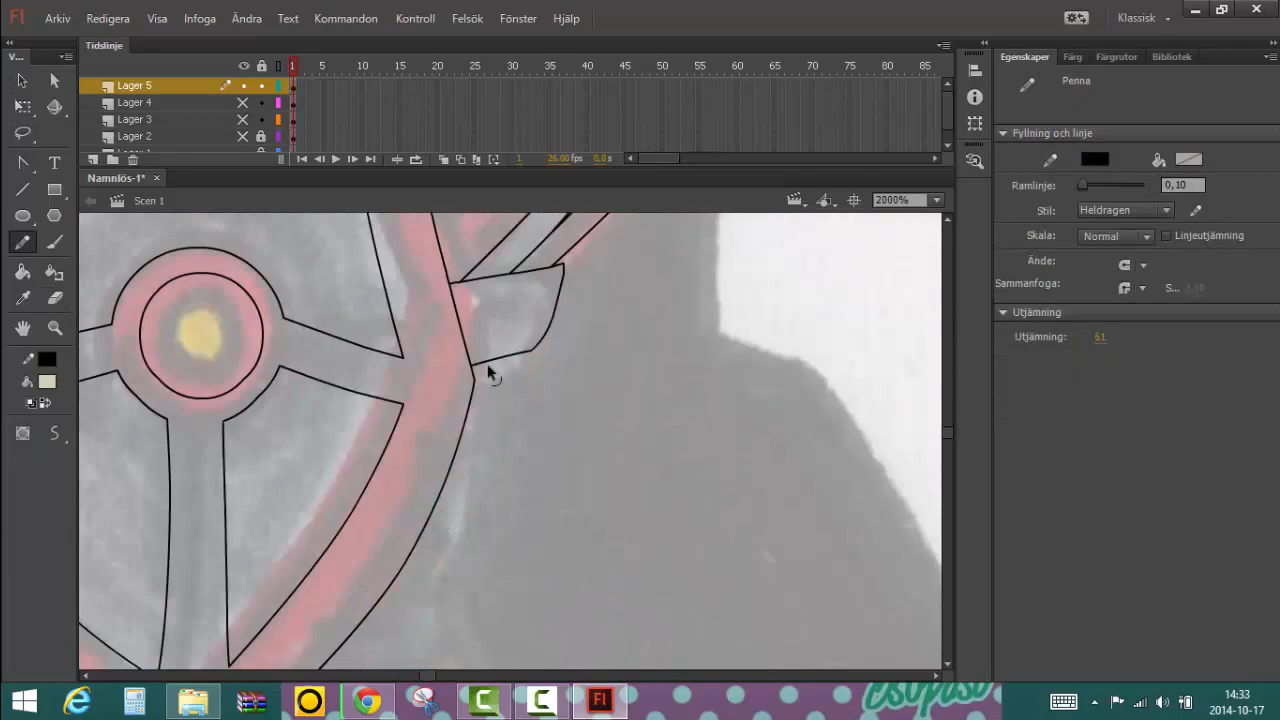 Fl Arkiv Redigera Visa Infoga Ändra Text Kommandon Kontroll Felsök Fönster Hjälp Klassisk
V... Tidslinje Egenskaper Färg Färgrutor Bibliotek
1 5 10 15 20 25 30 35 40 45 50 55 60 65 70 75 80 85
Penna
Lager 5
Lager 4
Lager 3
Lager 2
Fyllning och linje
1 26.00 fps 0,0 s
Namnlös-1*
Ramlinje: 0,10
Scen 1 2000%
Stil: Heldragen
Skala: Normal Linjeutjämning
Ände:
Sammanfoga: S... 3,00
Utjämning
Utjämning: 61
Fl
14:33
2014-10-17